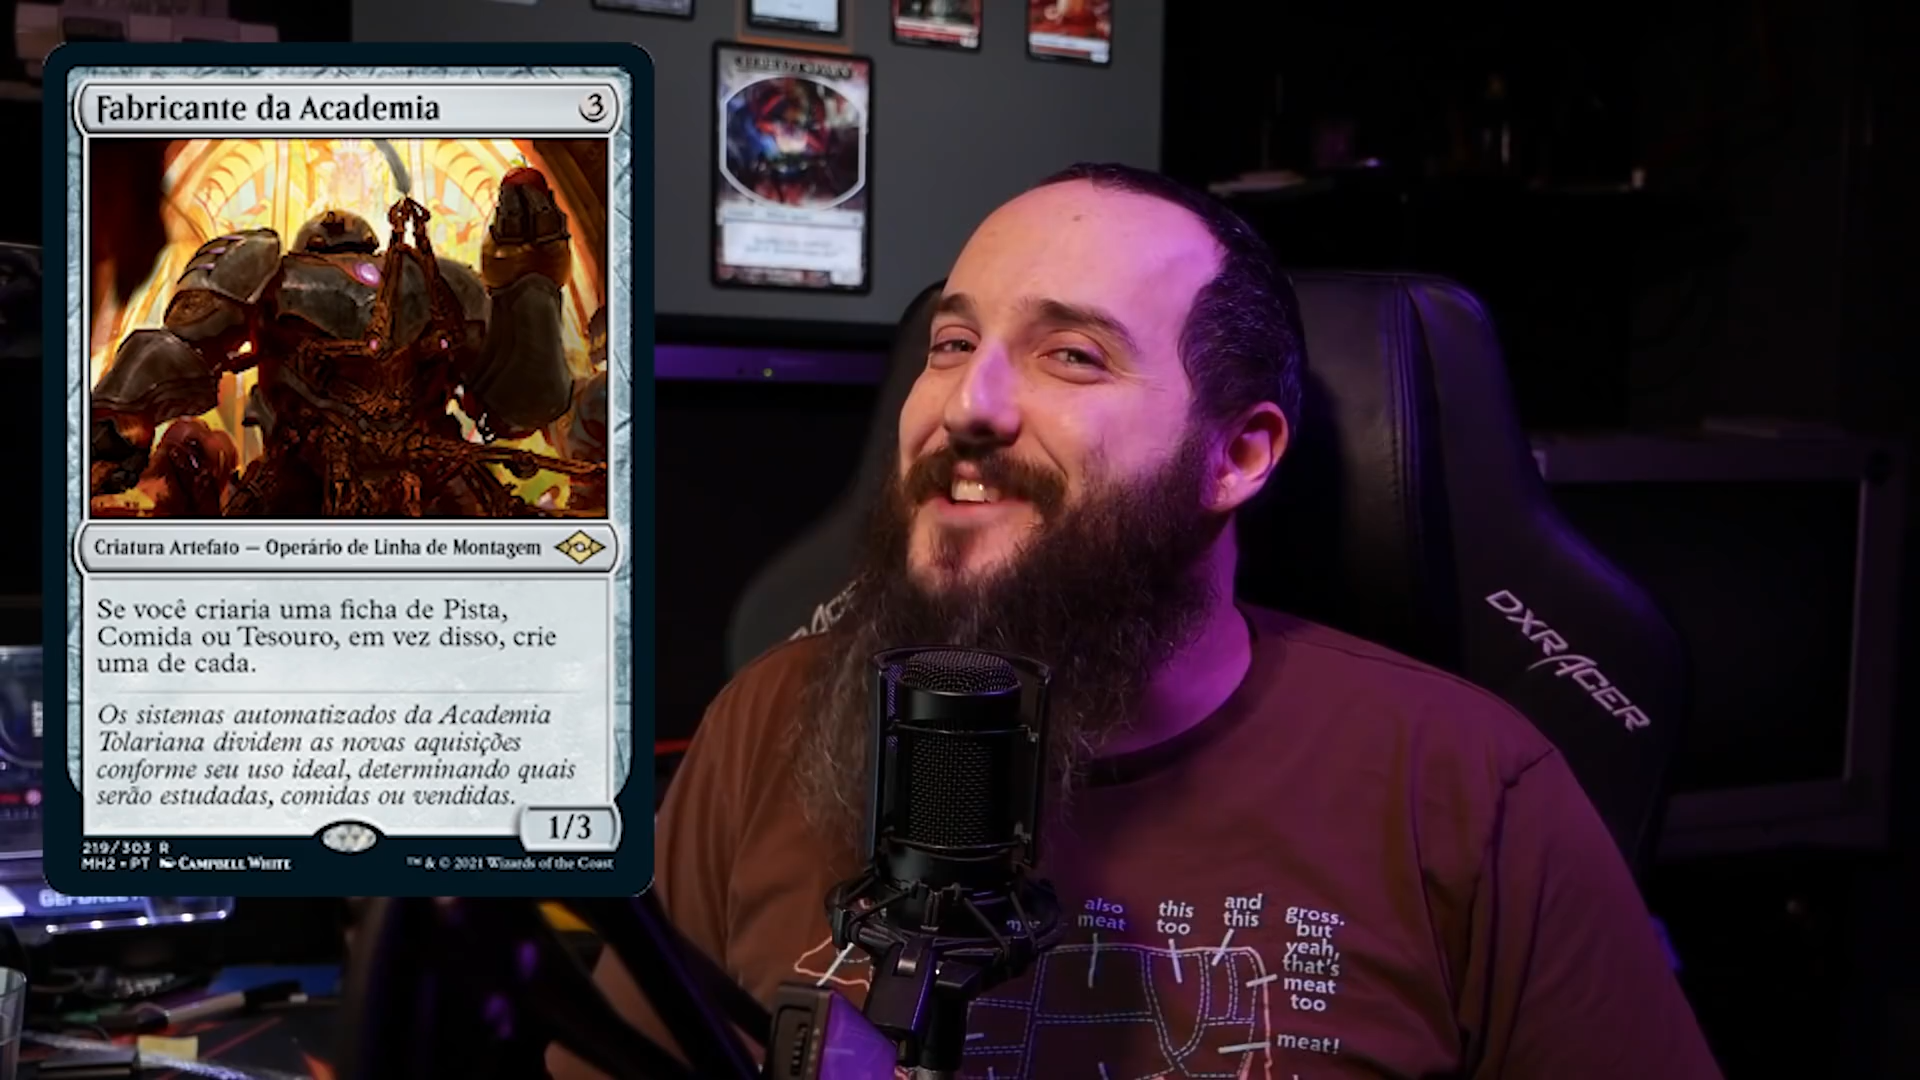 Fabricante da Academia
3
Criatura Artefato — Operário de Linha de Montagem
Se você criaria uma ficha de Pista,
Comida ou Tesouro, em vez disso, crie
uma de cada.
Os sistemas automatizados da Academia
Tolariana dividem as novas aquisições
conforme seu uso ideal, determinando quais
serão estudadas, comidas ou vendidas.
1/3
219/303 R
MH2 • PT Campbell White
™ & © 2021 Wizards of the Coast
DXRACER
also
meat
this
too
and
this
gross.
but
yeah,
that's
meat
too
meat!